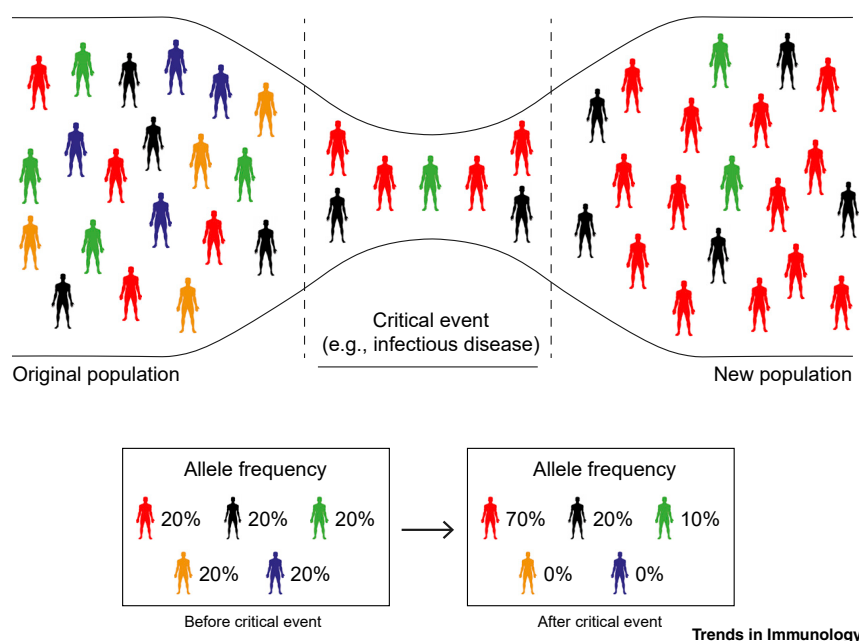 Critical event
(e.g., infectious disease)
Original population
New population
Allele frequency
20%
20%
20%
20%
20%
Before critical event
Allele frequency
70%
20%
10%
0%
0%
After critical event
Trends in Immunology